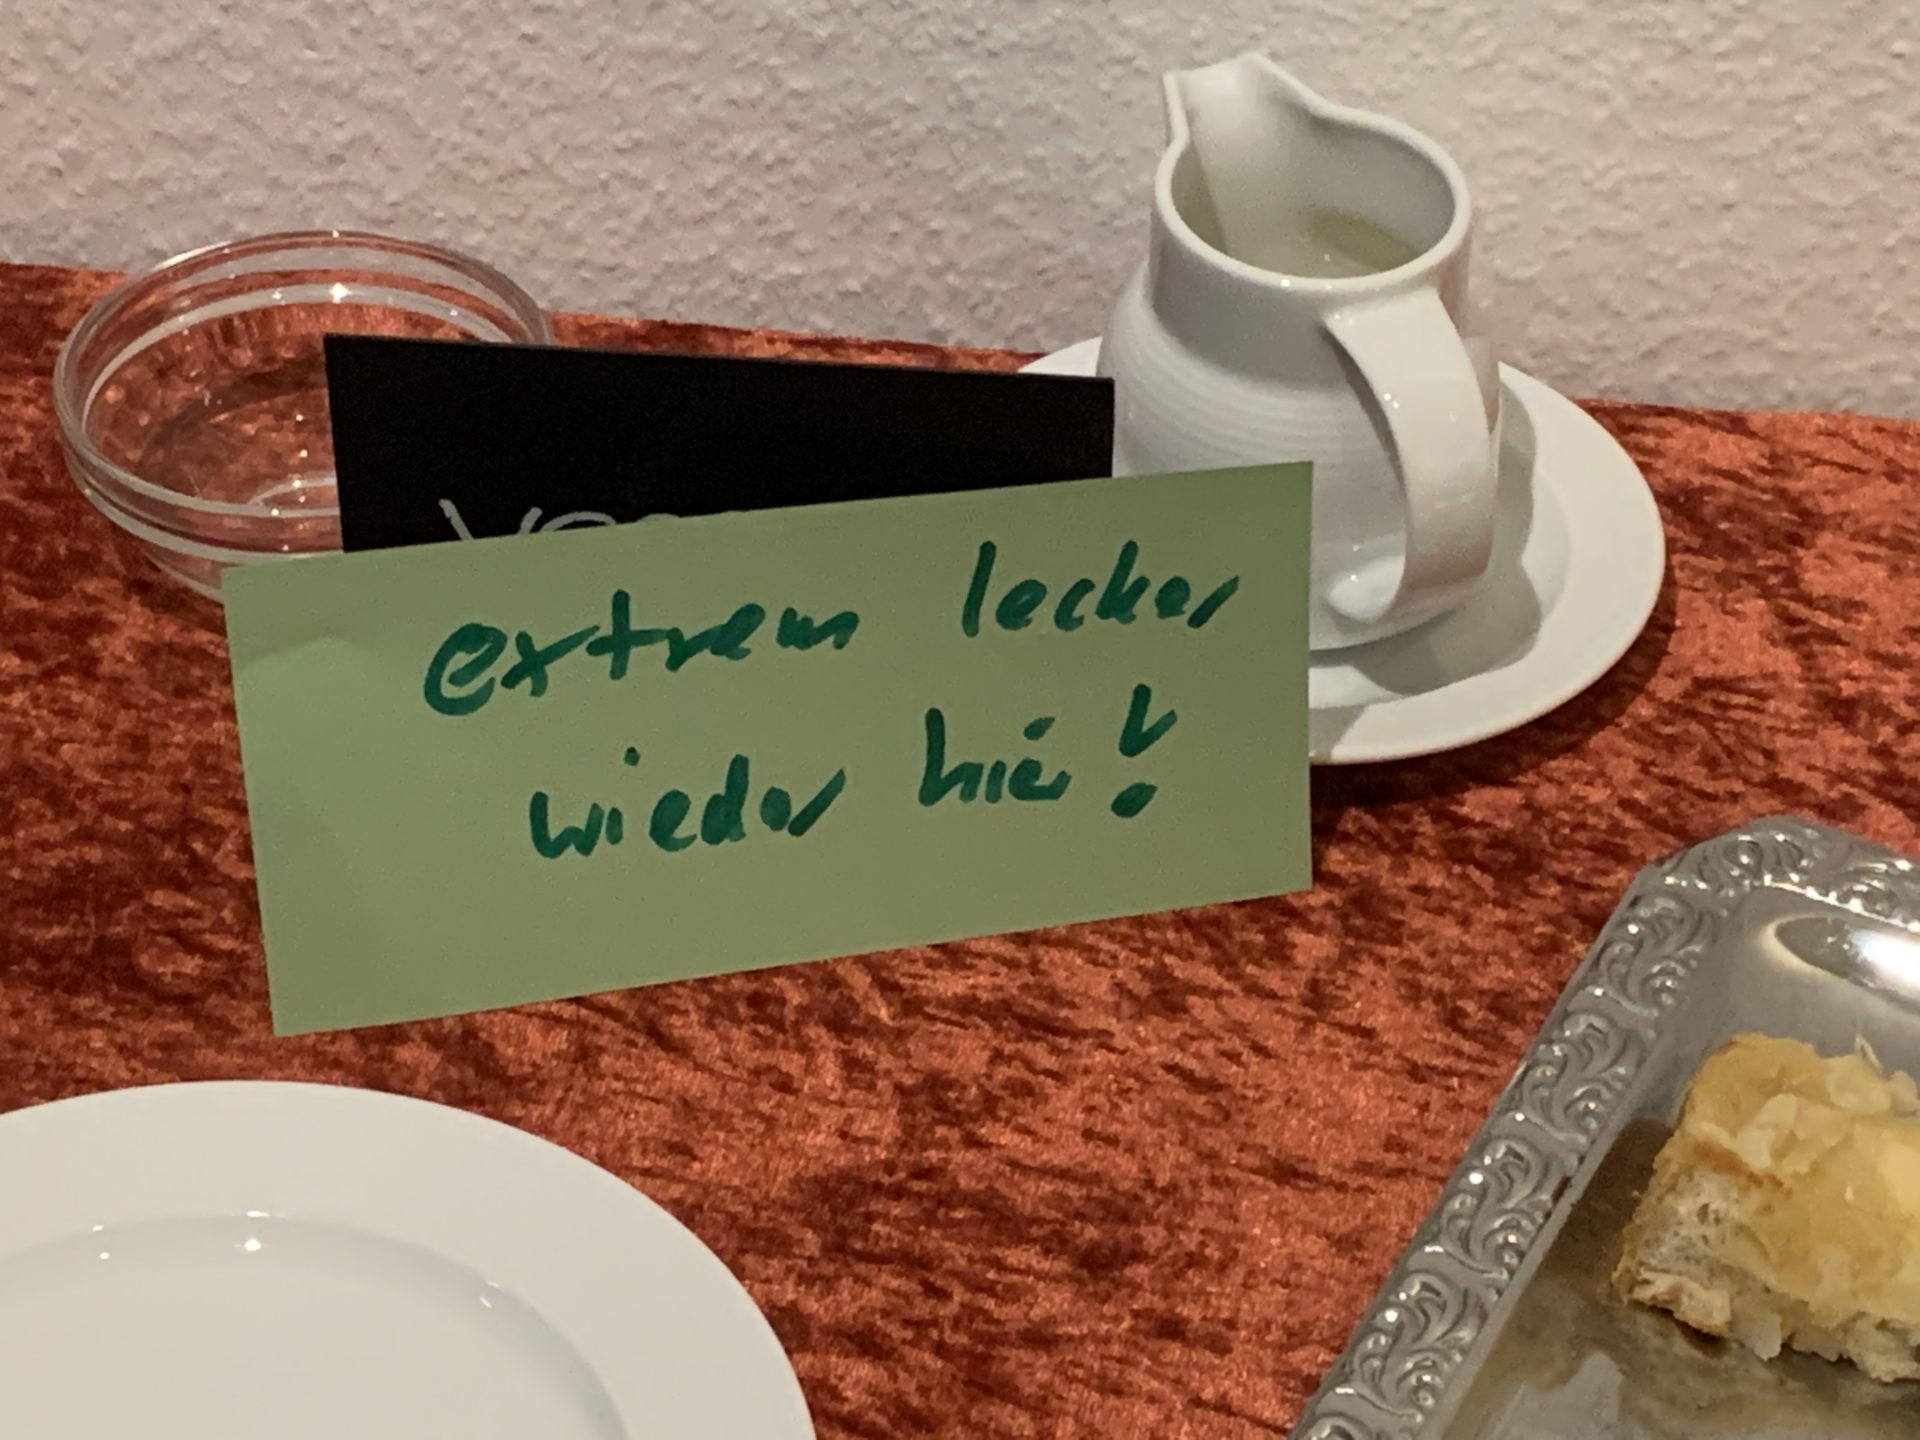 extrem lecker
wieder hier!